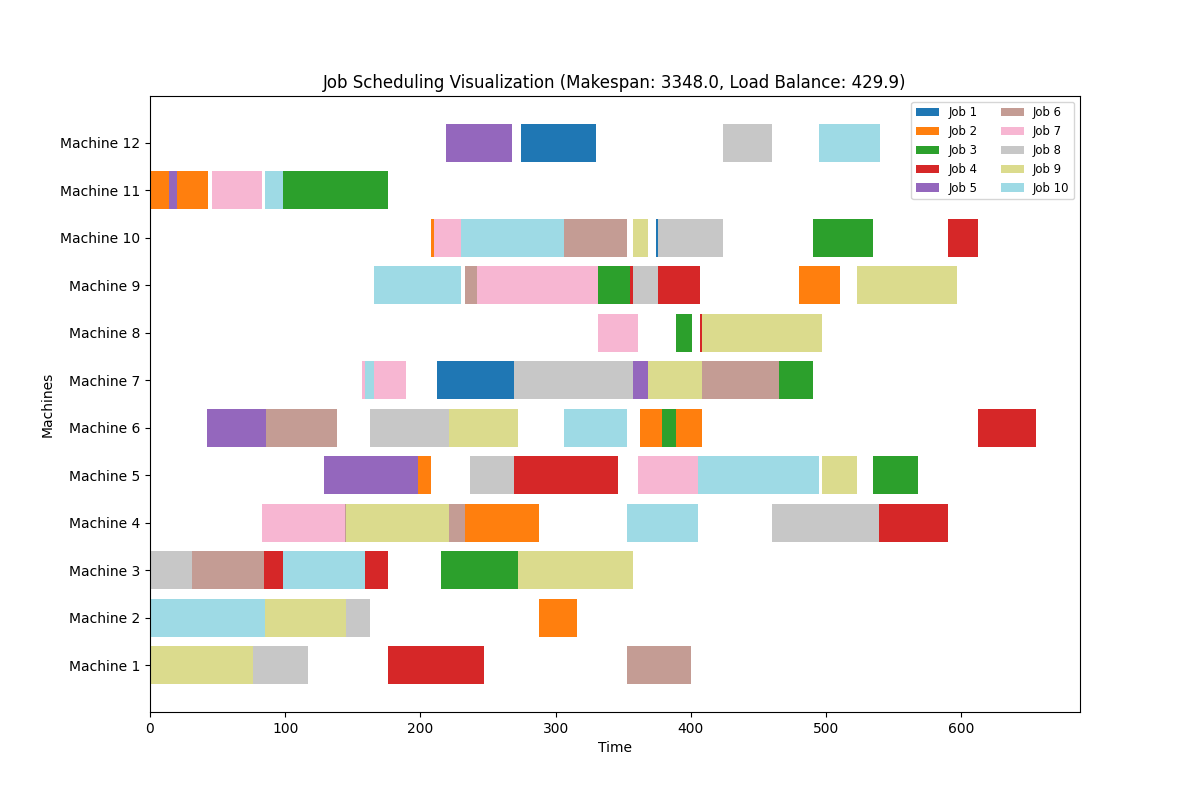 Job Scheduling Visualization (Makespan: 3348.0, Load Balance: 429.9)
Job 1
Job 2
Job 3
Job 4
Job 5
Job 6
Job 7
Job 8
Job 9
Job 10
Machine 12
Machine 11
Machine 10
Machine 9
Machine 8
Machine 7
Machine 6
Machine 5
Machine 4
Machine 3
Machine 2
Machine 1
Machines
0 100 200 300 400 500 600
Time